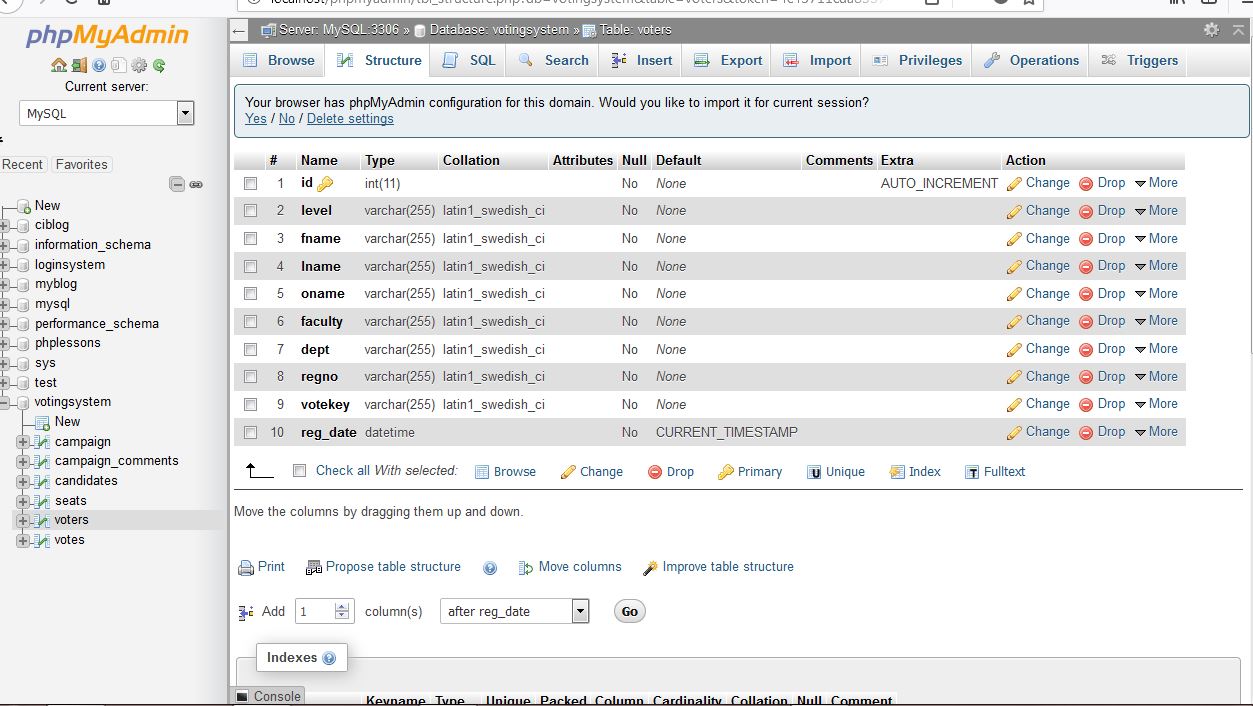 phpMyAdmin
Current server:
MySQL
Recent Favorites
New
ciblog
information_schema
loginsystem
myblog
mysql
performance_schema
phplessons
sys
test
votingsystem
New
campaign
campaign_comments
candidates
seats
voters
votes
Server: MySQL:3306 » Database: votingsystem » Table: voters
Browse Structure SQL Search Insert Export Import Privileges Operations Triggers
Your browser has phpMyAdmin configuration for this domain. Would you like to import it for current session?
Yes / No / Delete settings
# Name Type Collation Attributes Null Default Comments Extra Action
1 id int(11) No None AUTO_INCREMENT Change Drop More
2 level varchar(255) latin1_swedish_ci No None Change Drop More
3 fname varchar(255) latin1_swedish_ci No None Change Drop More
4 lname varchar(255) latin1_swedish_ci No None Change Drop More
5 oname varchar(255) latin1_swedish_ci No None Change Drop More
6 faculty varchar(255) latin1_swedish_ci No None Change Drop More
7 dept varchar(255) latin1_swedish_ci No None Change Drop More
8 regno varchar(255) latin1_swedish_ci No None Change Drop More
9 votekey varchar(255) latin1_swedish_ci No None Change Drop More
10 reg_date datetime No CURRENT_TIMESTAMP Change Drop More
Check all With selected: Browse Change Drop Primary Unique Index Fulltext
Move the columns by dragging them up and down.
Print Propose table structure Move columns Improve table structure
Add 1 column(s) after reg_date Go
Indexes
Console
Keyname Type Unique Packed Column Cardinality Collation Null Comment